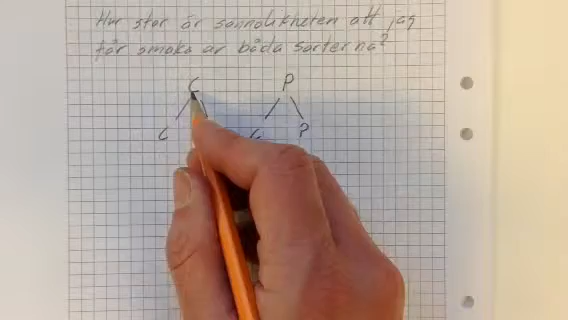 Hur stor är sannolikheten att jag
får smaka av båda sorterna?
C P
C C P